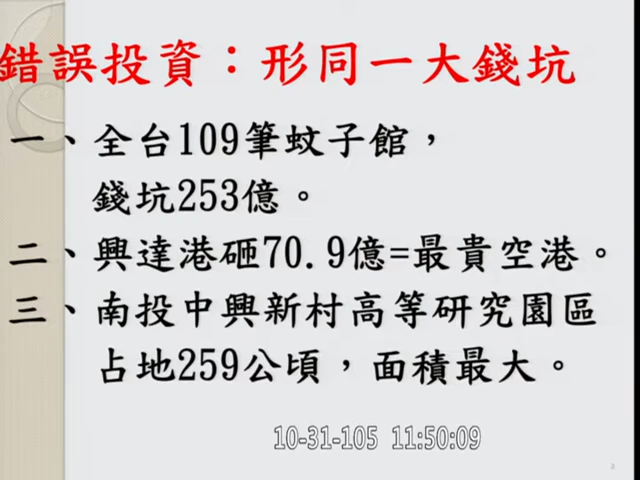 錯誤投資：形同一大錢坑
一、全台109筆蚊子館，
錢坑253億。
二、興達港砸70.9億=最貴空港。
三、南投中興新村高等研究園區
占地259公頃，面積最大。
10-31-105 11:50:09
2